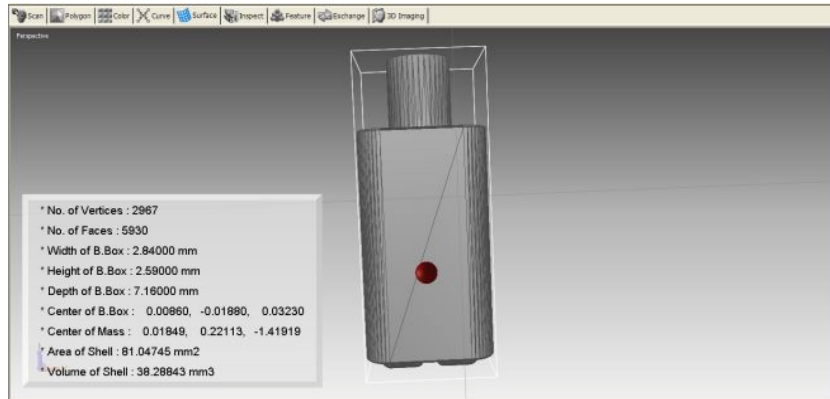 Scan Polygon Color Curve Surface Inspect Feature Exchange 3D Imaging
Perspective
* No. of Vertices : 2967
* No. of Faces : 5930
* Width of B.Box : 2.84000 mm
* Height of B.Box : 2.59000 mm
* Depth of B.Box : 7.16000 mm
* Center of B.Box : 0.00860, -0.01880, 0.03230
* Center of Mass : 0.01849, 0.22113, -1.41919
* Area of Shell : 81.04745 mm2
* Volume of Shell : 38.28843 mm3